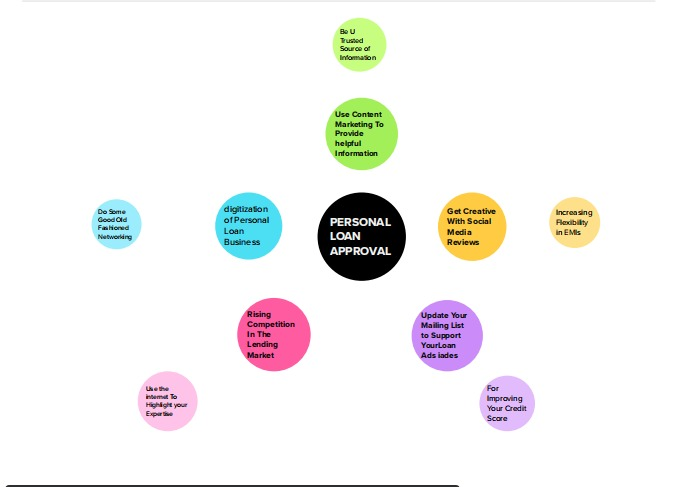 Be U
Trusted
Source of
Information
Use Content
Marketing To
Provide
helpful
Information
Do Some
Good Old
Fashioned
Networking
digitization
of Personal
Loan
Business
PERSONAL
LOAN
APPROVAL
Get Creative
With Social
Media
Reviews
Increasing
Flexibility
in EMIs
Rising
Competition
In The
Lending
Market
Update Your
Mailing List
to Support
YourLoan
Ads iades
Use the
internet To
Highlight your
Expertise
For
Improving
Your Credit
Score